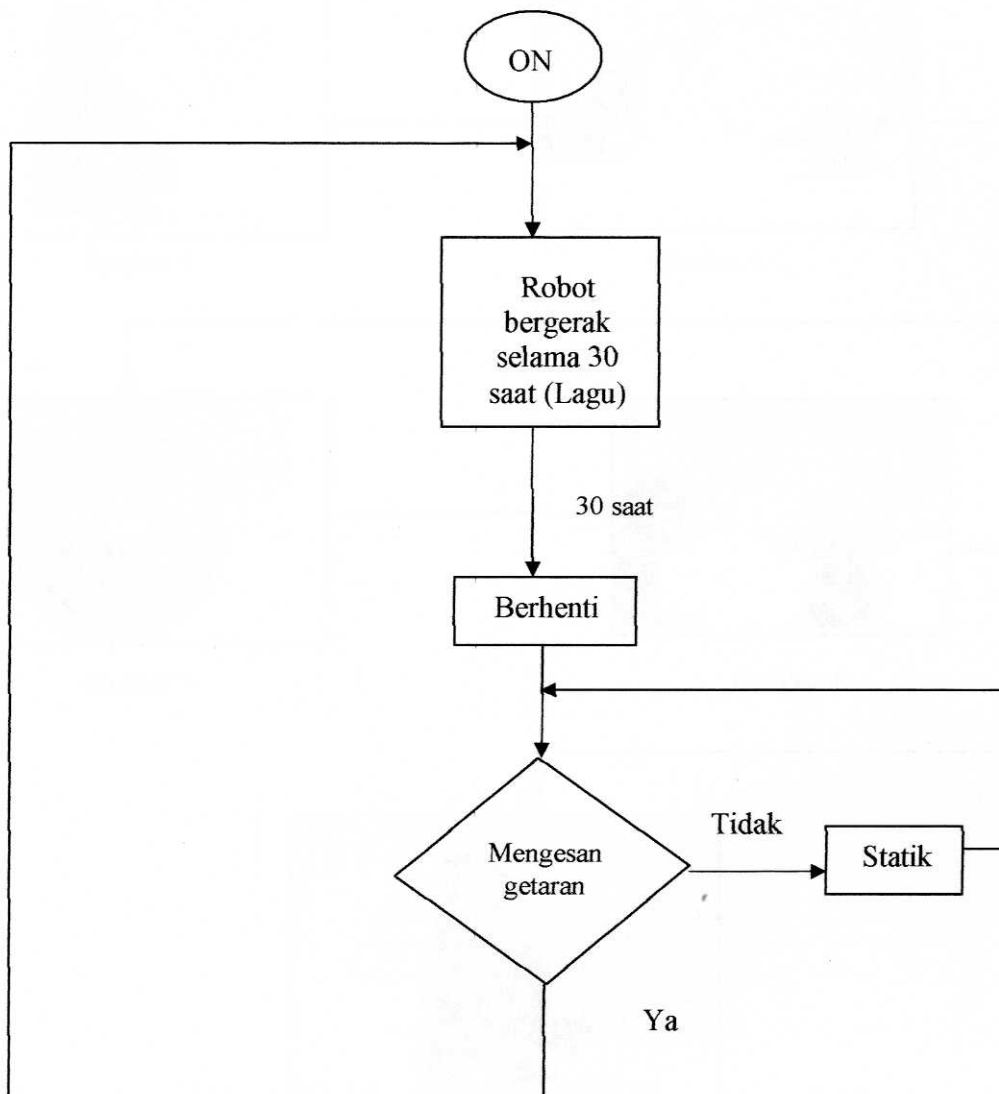 ON
Robot
bergerak
selama 30
saat (Lagu)
30 saat
Berhenti
Mengesan
getaran
Tidak
Statik
Ya